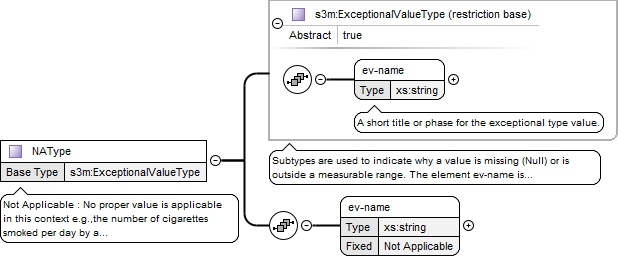 s3m:ExceptionalValueType (restriction base)
Abstract true
ev-name
Type xs:string
A short title or phase for the exceptional type value.
NAType
Base Type s3m:ExceptionalValueType
Not Applicable : No proper value is applicable
in this context e.g.,the number of cigarettes
smoked per day by a...
Subtypes are used to indicate why a value is missing (Null) or is
outside a measurable range. The element ev-name is...
ev-name
Type xs:string
Fixed Not Applicable